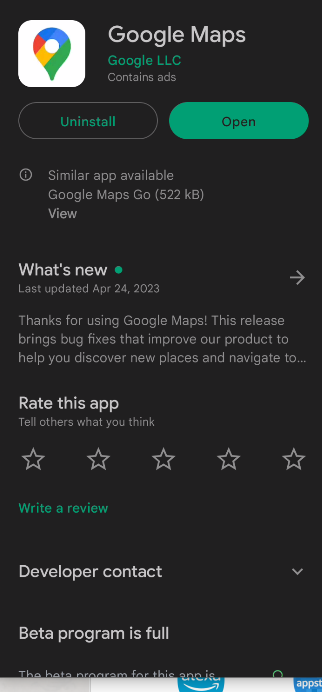 Google Maps
Google LLC
Contains ads
Uninstall
Open
Similar app available
Google Maps Go (522 kB)
View
What's new
Last updated Apr 24, 2023
Thanks for using Google Maps! This release
brings bug fixes that improve our product to
help you discover new places and navigate to...
Rate this app
Tell others what you think
Write a review
Developer contact
Beta program is full
The beta program for this app is
appst